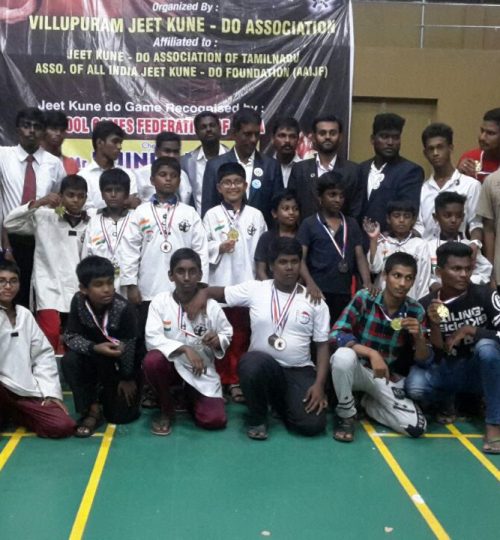 Organized By :
VILLUPURAM JEET KUNE - DO ASSOCIATION
Affiliated to :
JEET KUNE - DO ASSOCIATION OF TAMILNADU
ASSO. OF ALL INDIA JEET KUNE - DO FOUNDATION (AAIJF)
Jeet Kune do Game Recognised by :
OOL GAMES FEDERATION OF